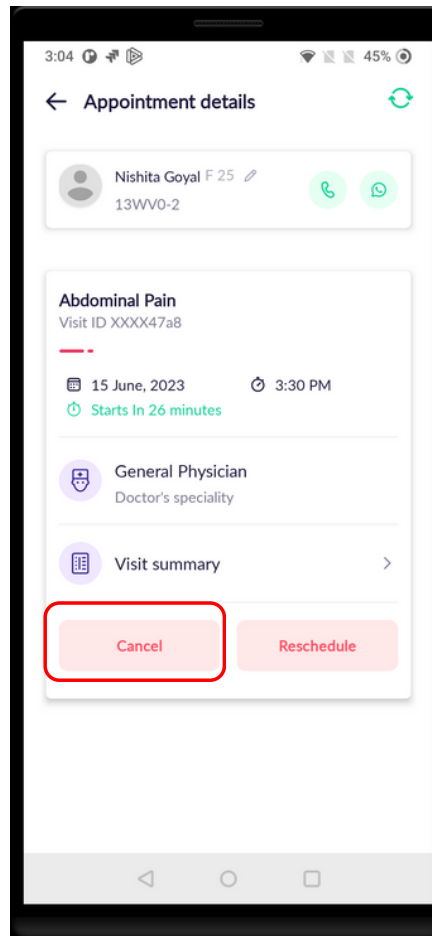 3:04 45%
Appointment details
Nishita Goyal F 25
13WV0-2
Abdominal Pain
Visit ID XXXX47a8
15 June, 2023 3:30 PM
Starts In 26 minutes
General Physician
Doctor's speciality
Visit summary
Cancel Reschedule